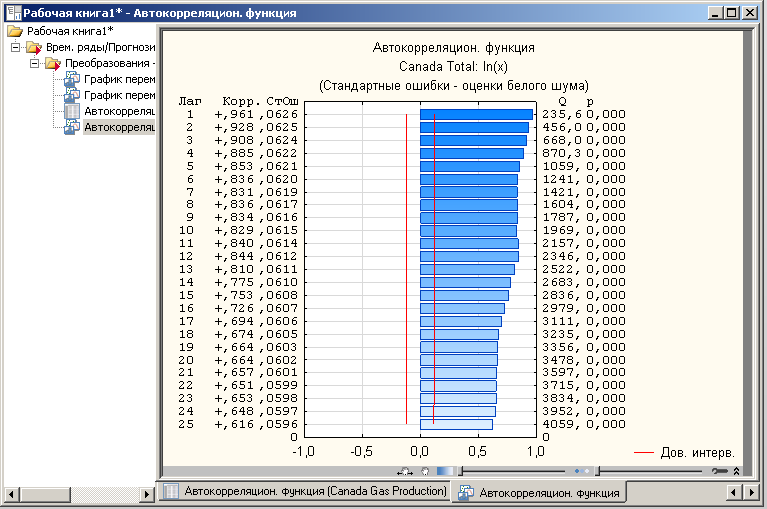 Рабочая книга1* - Автокорреляцион. функция
Рабочая книга1*
Врем. ряды/Прогнози
Преобразования -
График перем
График перем
Автокорреляц
Автокорреляц
Автокорреляцион. функция
Canada Total: ln(x)
(Стандартные ошибки - оценки белого шума)
Лаг Корр. СтОш Q p
1 +,961 ,0626 235,6 0,000
2 +,928 ,0625 456,0 0,000
3 +,908 ,0624 668,0 0,000
4 +,885 ,0622 870,3 0,000
5 +,853 ,0621 1059, 0,000
6 +,836 ,0620 1241, 0,000
7 +,831 ,0619 1421, 0,000
8 +,836 ,0617 1604, 0,000
9 +,834 ,0616 1787, 0,000
10 +,829 ,0615 1969, 0,000
11 +,840 ,0614 2157, 0,000
12 +,844 ,0612 2346, 0,000
13 +,810 ,0611 2522, 0,000
14 +,775 ,0610 2683, 0,000
15 +,753 ,0608 2836, 0,000
16 +,726 ,0607 2979, 0,000
17 +,694 ,0606 3111, 0,000
18 +,674 ,0605 3235, 0,000
19 +,664 ,0603 3356, 0,000
20 +,664 ,0602 3478, 0,000
21 +,657 ,0601 3597, 0,000
22 +,651 ,0599 3715, 0,000
23 +,653 ,0598 3834, 0,000
24 +,648 ,0597 3952, 0,000
25 +,616 ,0596 4059, 0,000
0 0
-1,0 -0,5 0,0 0,5 1,0
Дов. интерв.
Автокорреляцион. функция (Canada Gas Production)
Автокорреляцион. функция